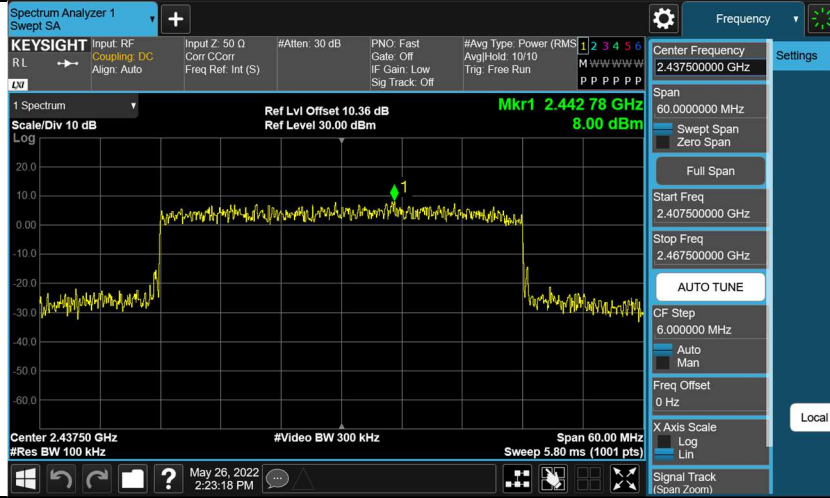 Spectrum Analyzer 1
Swept SA
+
Frequency
KEYSIGHT
RL
LXI
Input: RF
Coupling: DC
Align: Auto
Input Z: 50 Ω
Corr CCorr
Freq Ref: Int (S)
#Atten: 30 dB
PNO: Fast
Gate: Off
IF Gain: Low
Sig Track: Off
#Avg Type: Power (RMS
Avg|Hold: 10/10
Trig: Free Run
1 2 3 4 5 6
M W W W W W
P P P P P P
1 Spectrum
Scale/Div 10 dB
Ref Lvl Offset 10.36 dB
Ref Level 30.00 dBm
Mkr1 2.442 78 GHz
8.00 dBm
Log
20.0
10.0
0.00
-10.0
-20.0
-30.0
-40.0
-50.0
-60.0
1
Center 2.43750 GHz
#Res BW 100 kHz
#Video BW 300 kHz
Span 60.00 MHz
Sweep 5.80 ms (1001 pts)
?
May 26, 2022
2:23:18 PM
Center Frequency
2.437500000 GHz
Span
60.0000000 MHz
Swept Span
Zero Span
Full Span
Start Freq
2.407500000 GHz
Stop Freq
2.467500000 GHz
AUTO TUNE
CF Step
6.000000 MHz
Auto
Man
Freq Offset
0 Hz
X Axis Scale
Log
Lin
Signal Track
(Span Zoom)
Settings
Local